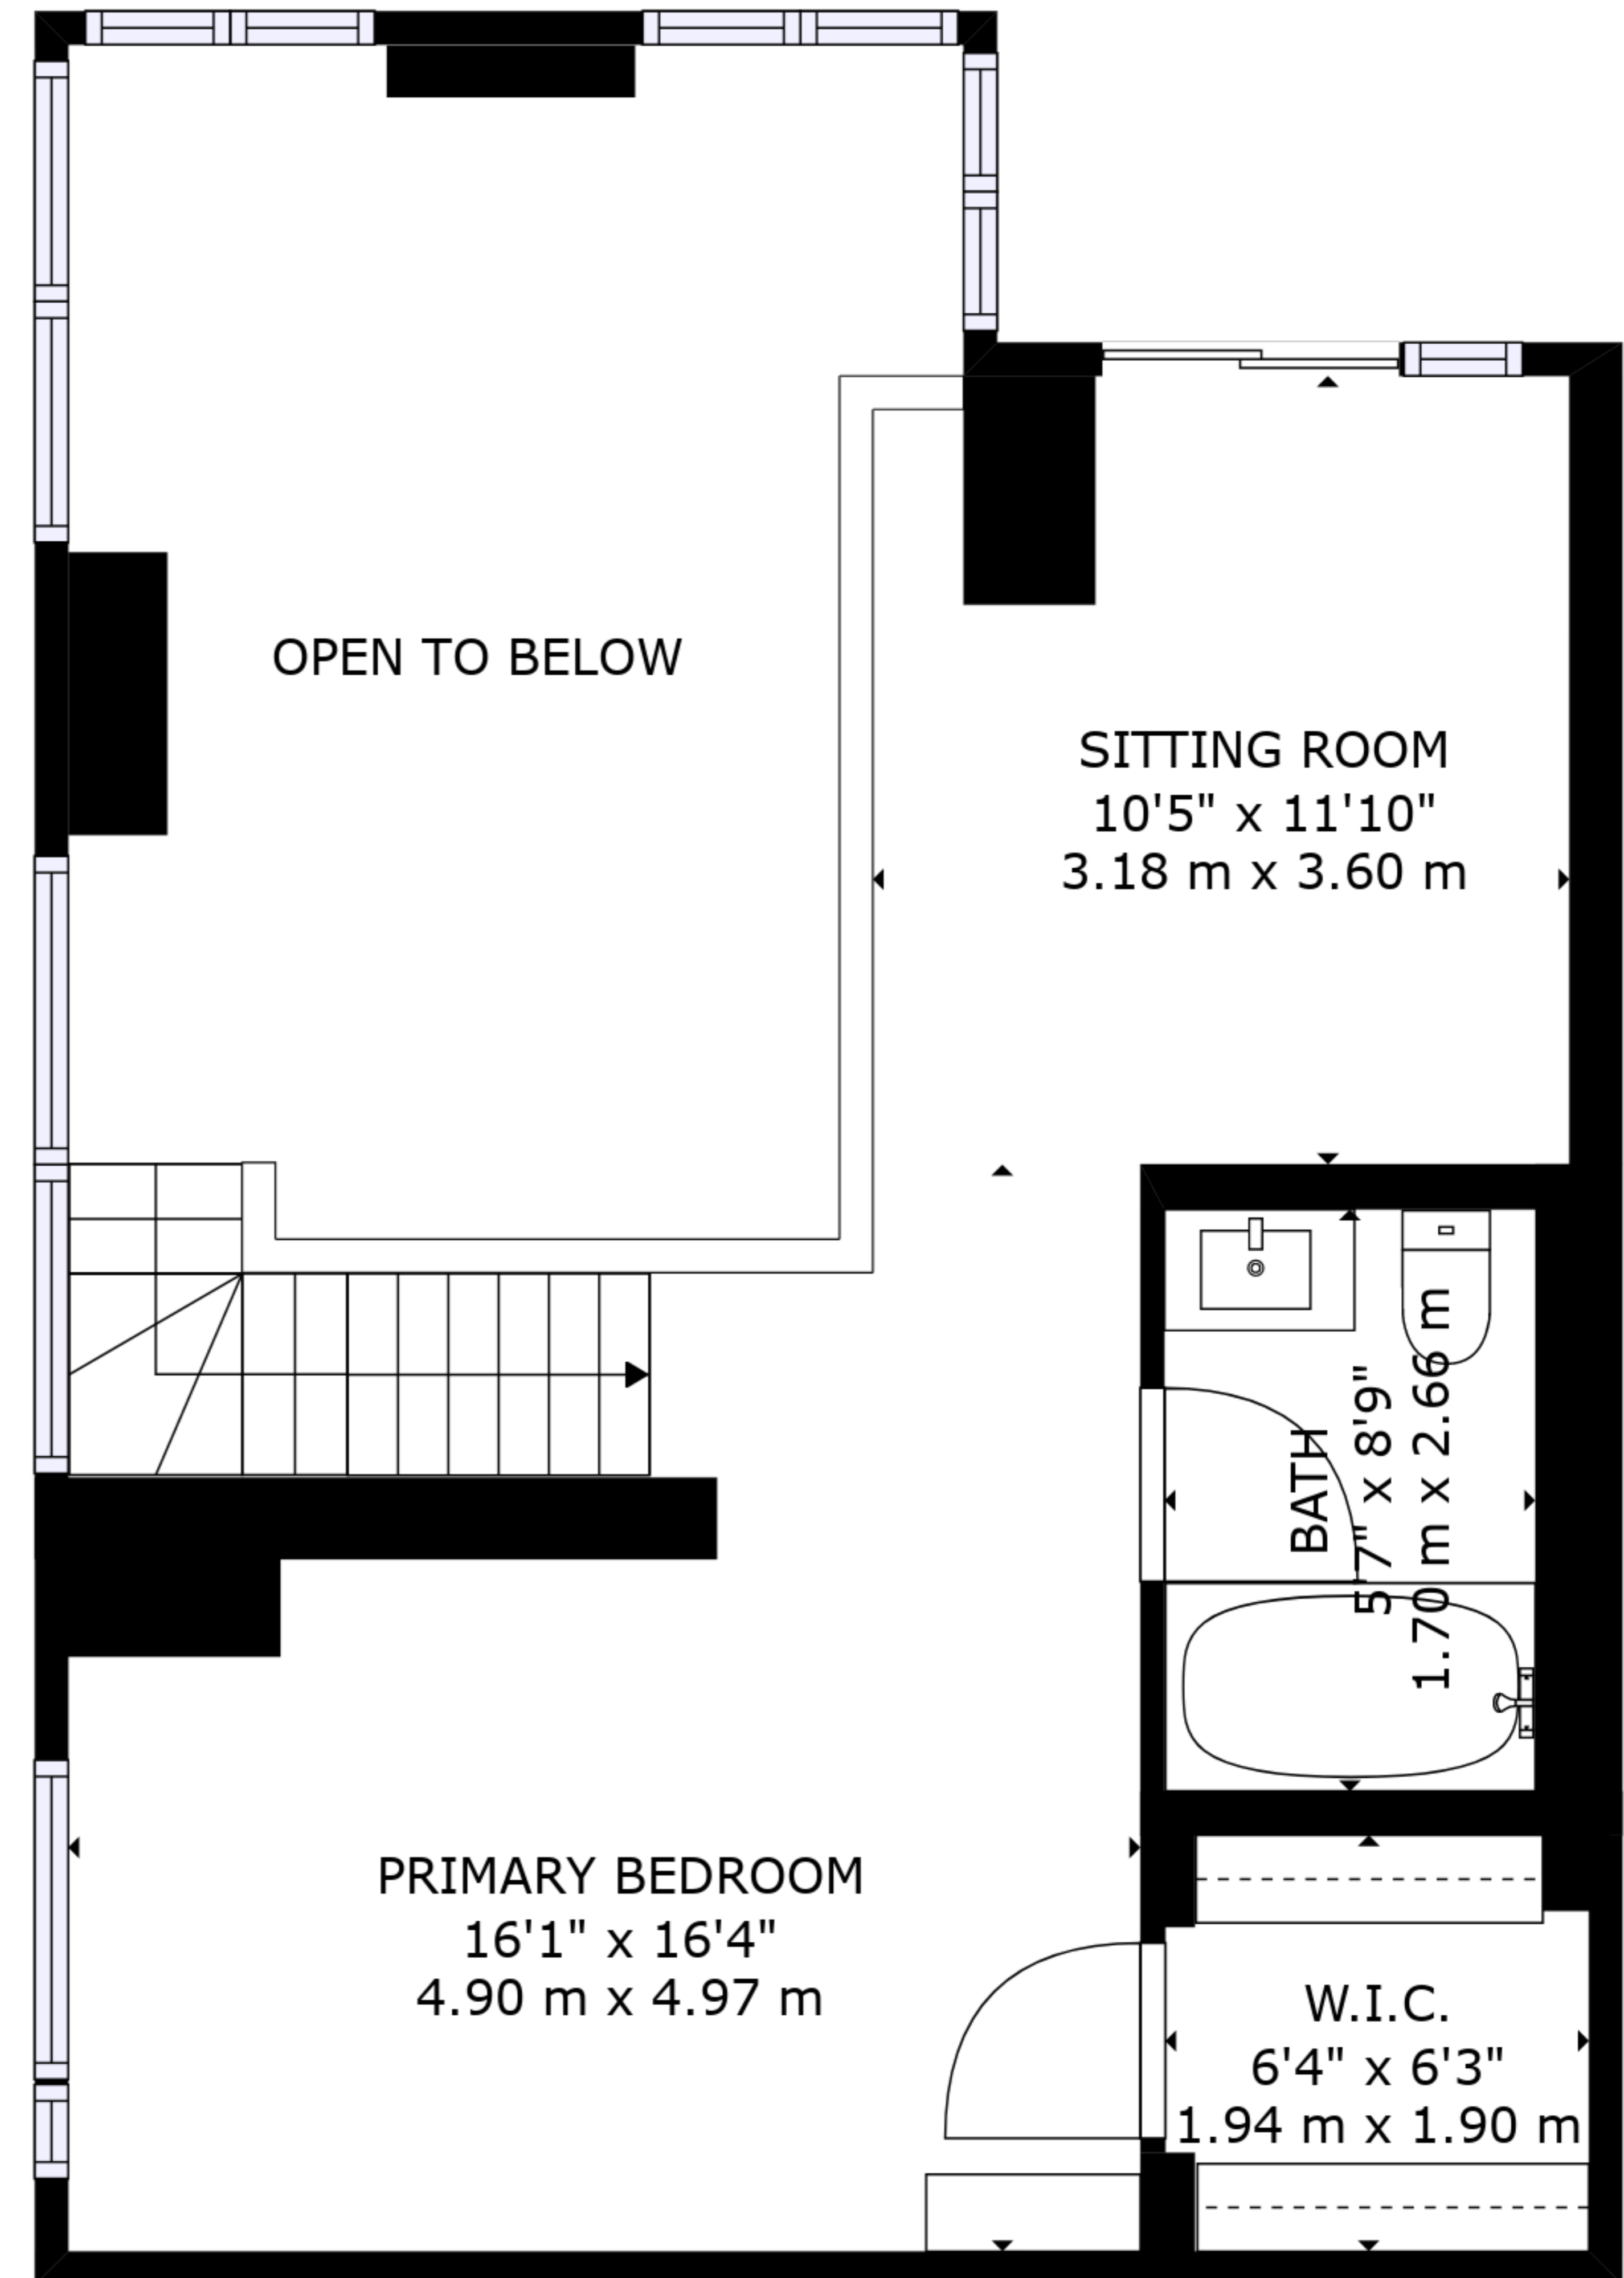 OPEN TO BELOW
SITTING ROOM
10'5" x 11'10"
3.18 m x 3.60 m
BATH
5'7" x 8'9"
1.70 m x 2.66 m
PRIMARY BEDROOM
16'1" x 16'4"
4.90 m x 4.97 m
W.I.C.
6'4" x 6'3"
1.94 m x 1.90 m